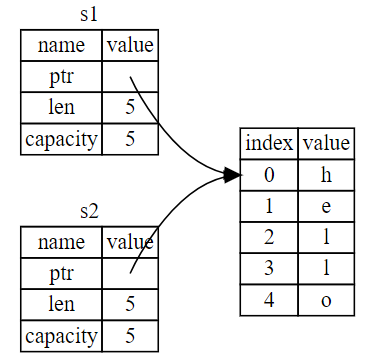 s1
name value
ptr
len 5
capacity 5
index value
0 h
1 e
2 l
3 l
4 o
s2
name value
ptr
len 5
capacity 5